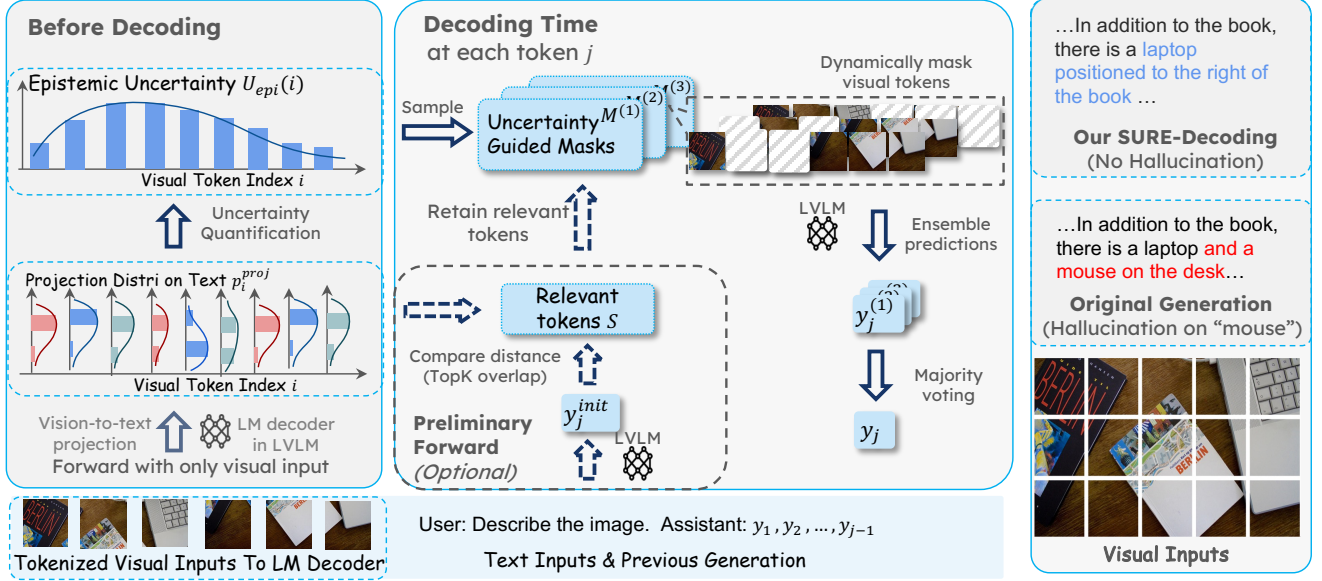 Before Decoding
Epistemic Uncertainty U_epi(i)
Visual Token Index i
Uncertainty
Quantification
Projection Distri on Text p_i^proj
Visual Token Index i
Vision-to-text
projection
LM decoder
in LVLM
Forward with only visual input
Tokenized Visual Inputs To LM Decoder
Decoding Time
at each token j
Sample
Uncertainty
Guided Masks
M^(1)
M^(2)
M^(3)
Dynamically mask
visual tokens
Retain relevant
tokens
LVLM
Ensemble
predictions
Relevant
tokens S
Compare distance
(TopK overlap)
y_j^init
Preliminary
Forward
(Optional)
LVLM
y_j^(1)
Majority
voting
y_j
User: Describe the image. Assistant: y_1, y_2, ..., y_{j-1}
Text Inputs & Previous Generation
…In addition to the book,
there is a laptop
positioned to the right of
the book …
Our SURE-Decoding
(No Hallucination)
…In addition to the book,
there is a laptop and a
mouse on the desk…
Original Generation
(Hallucination on “mouse”)
BERLIN
BERLIN
Visual Inputs